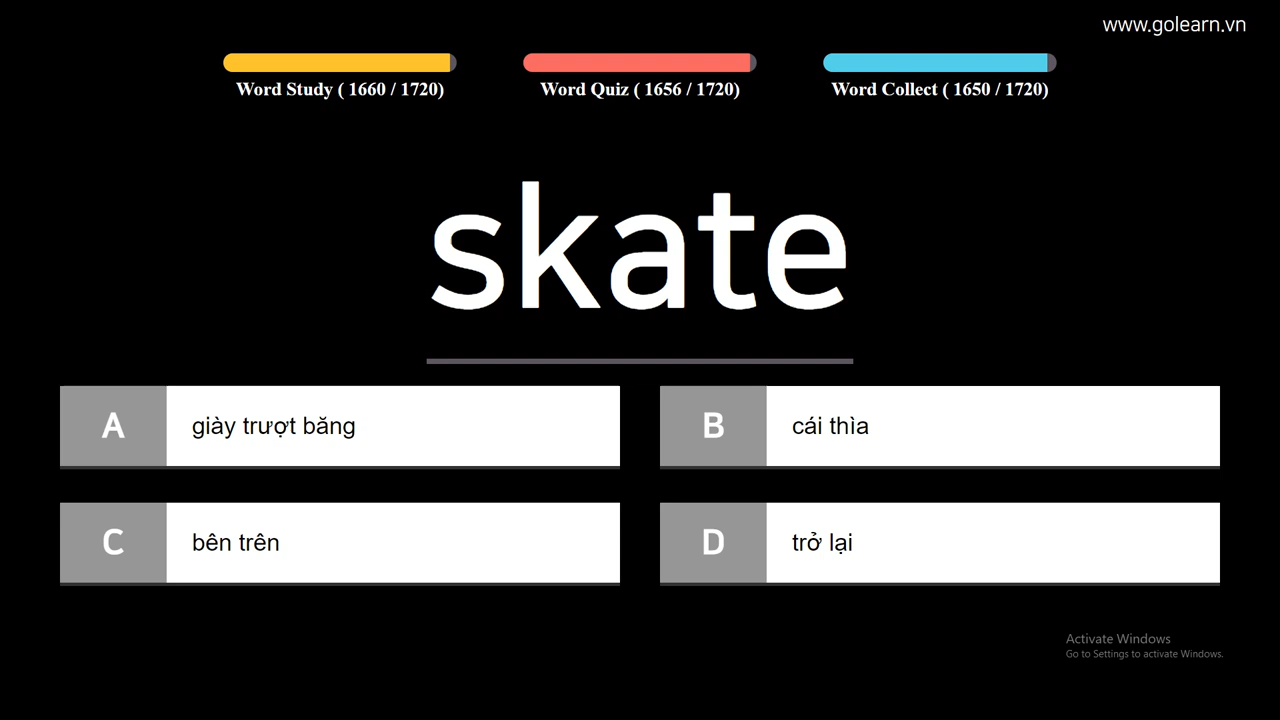 www.golearn.vn
Word Study ( 1660 / 1720)
Word Quiz ( 1656 / 1720)
Word Collect ( 1650 / 1720)
skate
A giày trượt băng
B cái thìa
C bên trên
D trở lại
Activate Windows
Go to Settings to activate Windows.